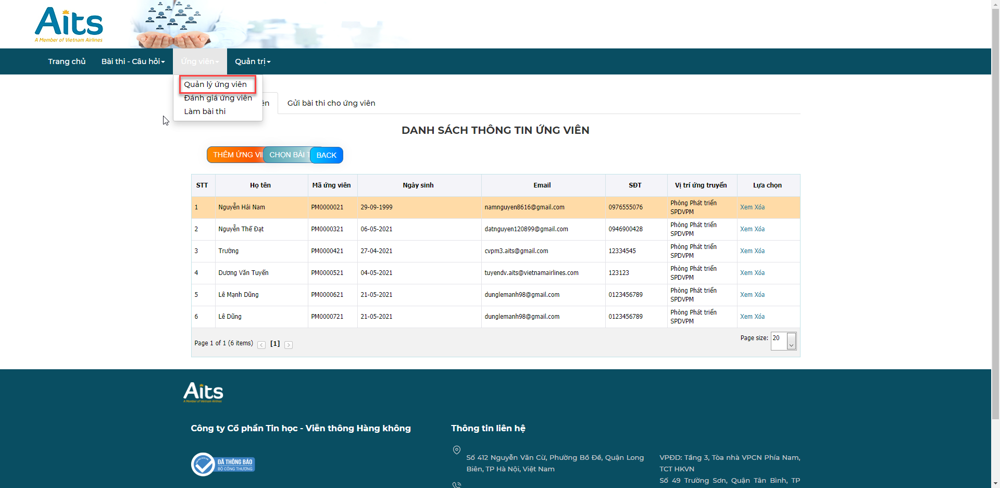 Aits
A Member of Vietnam Airlines
Trang chủ
Bài thi - Câu hỏi
Ứng viên
Quản trị
Quản lý ứng viên
Đánh giá ứng viên
Làm bài thi
ên
Gửi bài thi cho ứng viên
DANH SÁCH THÔNG TIN ỨNG VIÊN
THÊM ỨNG VI
CHỌN BÀI T
BACK
STT Họ tên Mã ứng viên Ngày sinh Email SĐT Vị trí ứng truyển Lựa chọn
1 Nguyễn Hải Nam PM0000021 29-09-1999 namnguyen8616@gmail.com 0976555076 Phòng Phát triển
SPDVPM
Xem Xóa
2 Nguyễn Thế Đạt PM0000321 06-05-2021 datnguyen120899@gmail.com 0946900428 Phòng Phát triển
SPDVPM
Xem Xóa
3 Trường PM0000421 27-04-2021 cvpm3.aits@gmail.com 12334545 Phòng Phát triển
SPDVPM
Xem Xóa
4 Dương Văn Tuyến PM0000521 04-05-2021 tuyendv.aits@vietnamairlines.com 123123 Phòng Phát triển
SPDVPM
Xem Xóa
5 Lê Mạnh Dũng PM0000621 21-05-2021 dunglemanh98@gmail.com 0123456789 Phòng Phát triển
SPDVPM
Xem Xóa
6 Lê Dũng PM0000721 21-05-2021 dunglemanh98@gmail.com 0123456789 Phòng Phát triển
SPDVPM
Xem Xóa
Page 1 of 1 (6 items) [1]
Page size: 20
Aits
A Member of Vietnam Airlines
Công ty Cổ phần Tin học - Viễn thông Hàng không
ĐÃ THÔNG BÁO
BỘ CÔNG THƯƠNG
Thông tin liên hệ
Số 412 Nguyễn Văn Cừ, Phường Bồ Đề, Quận Long
Biên, TP Hà Nội, Việt Nam
VPĐD: Tầng 3, Tòa nhà VPCN Phía Nam,
TCT HKVN
Số 49 Trường Sơn, Quận Tân Bình, TP